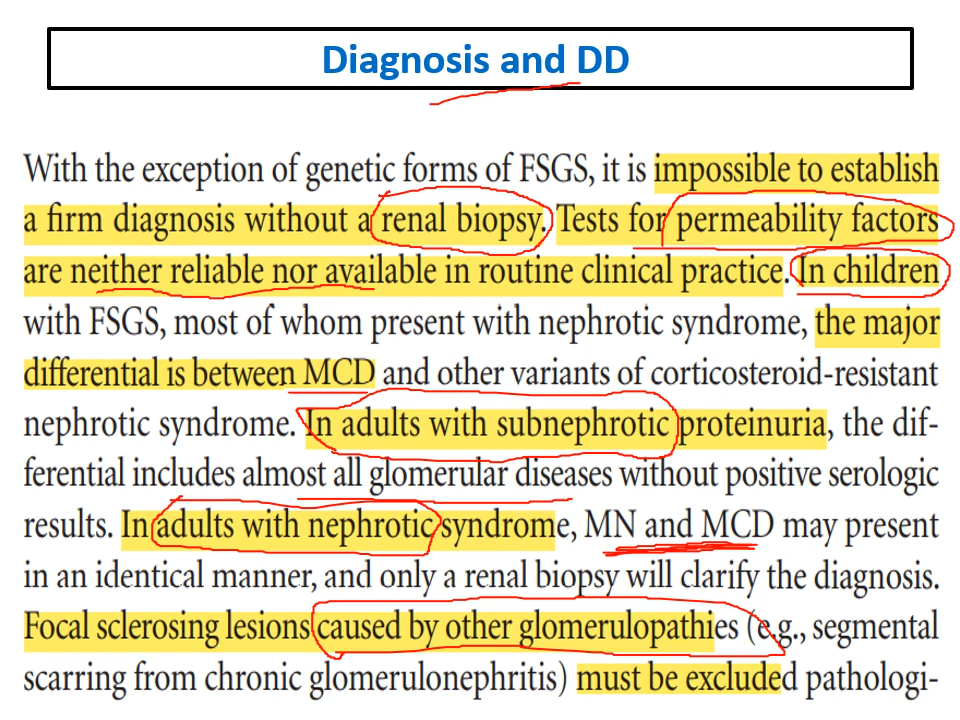 Diagnosis and DD
With the exception of genetic forms of FSGS, it is impossible to establish
a firm diagnosis without a renal biopsy. Tests for permeability factors
are neither reliable nor available in routine clinical practice. In children
with FSGS, most of whom present with nephrotic syndrome, the major
differential is between MCD and other variants of corticosteroid-resistant
nephrotic syndrome. In adults with subnephrotic proteinuria, the dif-
ferential includes almost all glomerular diseases without positive serologic
results. In adults with nephrotic syndrome, MN and MCD may present
in an identical manner, and only a renal biopsy will clarify the diagnosis.
Focal sclerosing lesions caused by other glomerulopathies (e.g., segmental
scarring from chronic glomerulonephritis) must be excluded pathologi-